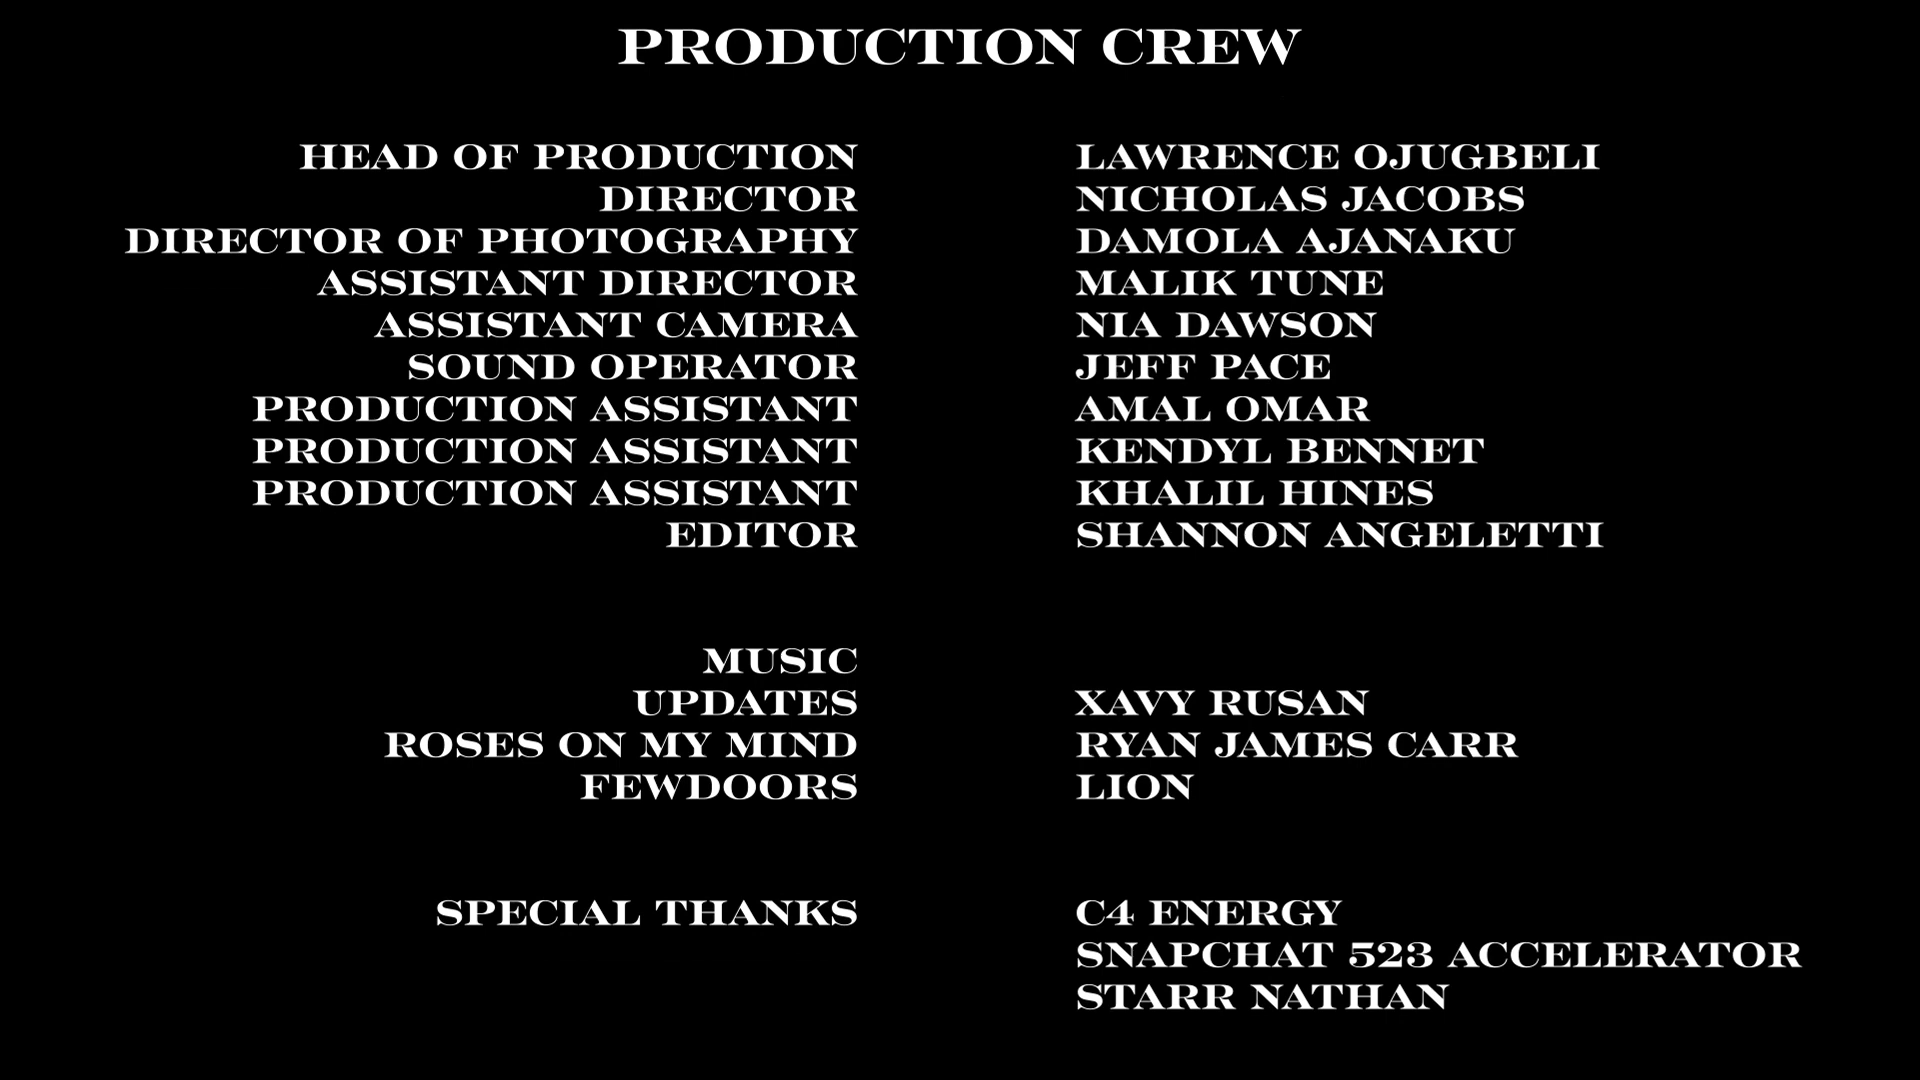 PRODUCTION CREW
HEAD OF PRODUCTION LAWRENCE OJUGBELI
DIRECTOR NICHOLAS JACOBS
DIRECTOR OF PHOTOGRAPHY DAMOLA AJANAKU
ASSISTANT DIRECTOR MALIK TUNE
ASSISTANT CAMERA NIA DAWSON
SOUND OPERATOR JEFF PACE
PRODUCTION ASSISTANT AMAL OMAR
PRODUCTION ASSISTANT KENDYL BENNET
PRODUCTION ASSISTANT KHALIL HINES
EDITOR SHANNON ANGELETTI
MUSIC
UPDATES XAVY RUSAN
ROSES ON MY MIND RYAN JAMES CARR
FEWDOORS LION
SPECIAL THANKS C4 ENERGY
SNAPCHAT 523 ACCELERATOR
STARR NATHAN